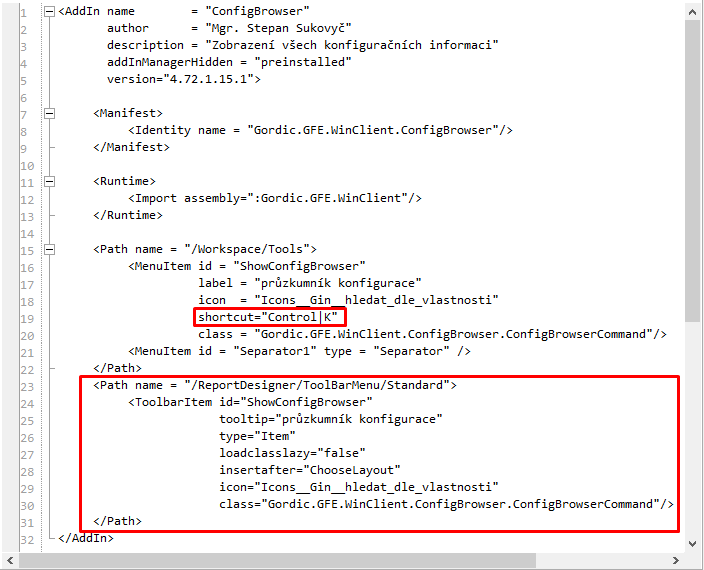 1 <AddIn name        = "ConfigBrowser"
2        author      = "Mgr. Stepan Sukovyč"
3        description = "Zobrazení všech konfiguračních informaci"
4        addInManagerHidden = "preinstalled"
5        version="4.72.1.15.1">
6
7      <Manifest>
8           <Identity name = "Gordic.GFE.WinClient.ConfigBrowser"/>
9      </Manifest>
10
11      <Runtime>
12           <Import assembly=":Gordic.GFE.WinClient"/>
13      </Runtime>
14
15      <Path name = "/Workspace/Tools">
16           <MenuItem id = "ShowConfigBrowser"
17                     label = "průzkumník konfigurace"
18                     icon  = "Icons__Gin__hledat_dle_vlastnosti"
19                     shortcut="Control|K"
20                     class = "Gordic.GFE.WinClient.ConfigBrowser.ConfigBrowserCommand"/>
21           <MenuItem id = "Separator1" type = "Separator" />
22      </Path>
23      <Path name = "/ReportDesigner/ToolBarMenu/Standard">
24           <ToolbarItem id="ShowConfigBrowser"
25                        tooltip="průzkumník konfigurace"
26                        type="Item"
27                        loadclasslazy="false"
28                        insertafter="ChooseLayout"
29                        icon="Icons__Gin__hledat_dle_vlastnosti"
30                        class="Gordic.GFE.WinClient.ConfigBrowser.ConfigBrowserCommand"/>
31      </Path>
32 </AddIn>